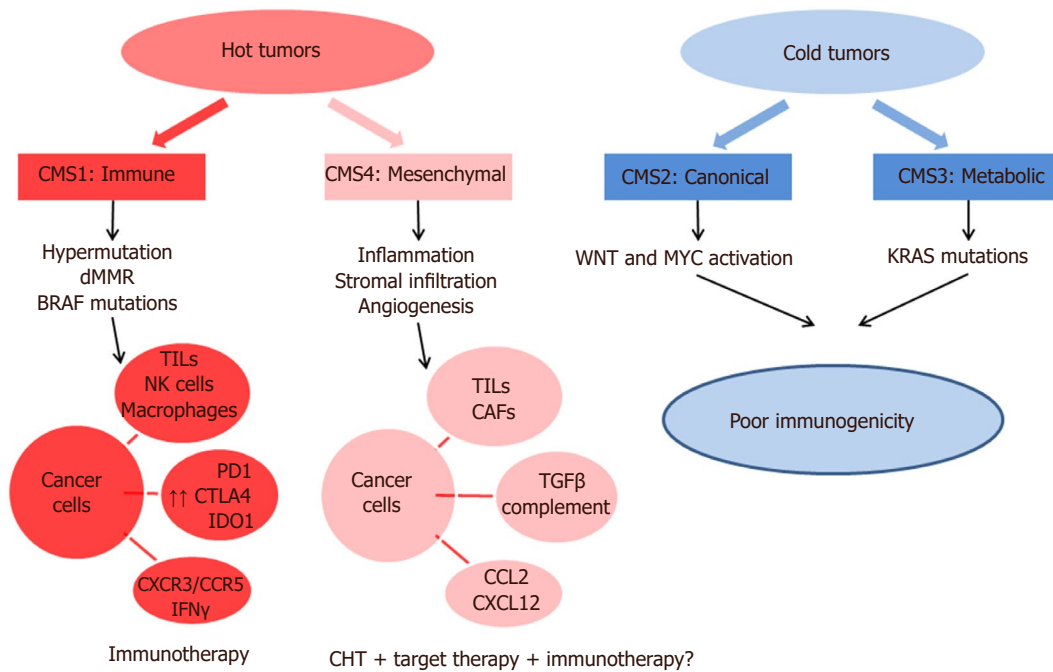 Hot tumors
Cold tumors
CMS1: Immune
CMS4: Mesenchymal
CMS2: Canonical
CMS3: Metabolic
Hypermutation
dMMR
BRAF mutations
Inflammation
Stromal infiltration
Angiogenesis
WNT and MYC activation
KRAS mutations
TILs
NK cells
Macrophages
Cancer
cells
PD1
↑↑ CTLA4
IDO1
CXCR3/CCR5
IFNγ
Immunotherapy
TILs
CAFs
Cancer
cells
TGFβ
complement
CCL2
CXCL12
CHT + target therapy + immunotherapy?
Poor immunogenicity